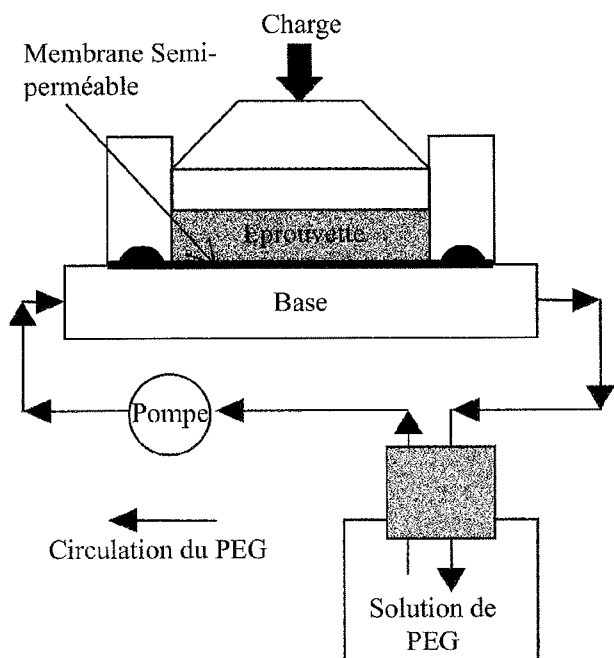 Charge
Membrane Semi-
perméable
Eprouvette
Base
Pompe
Circulation du PEG
Solution de
PEG